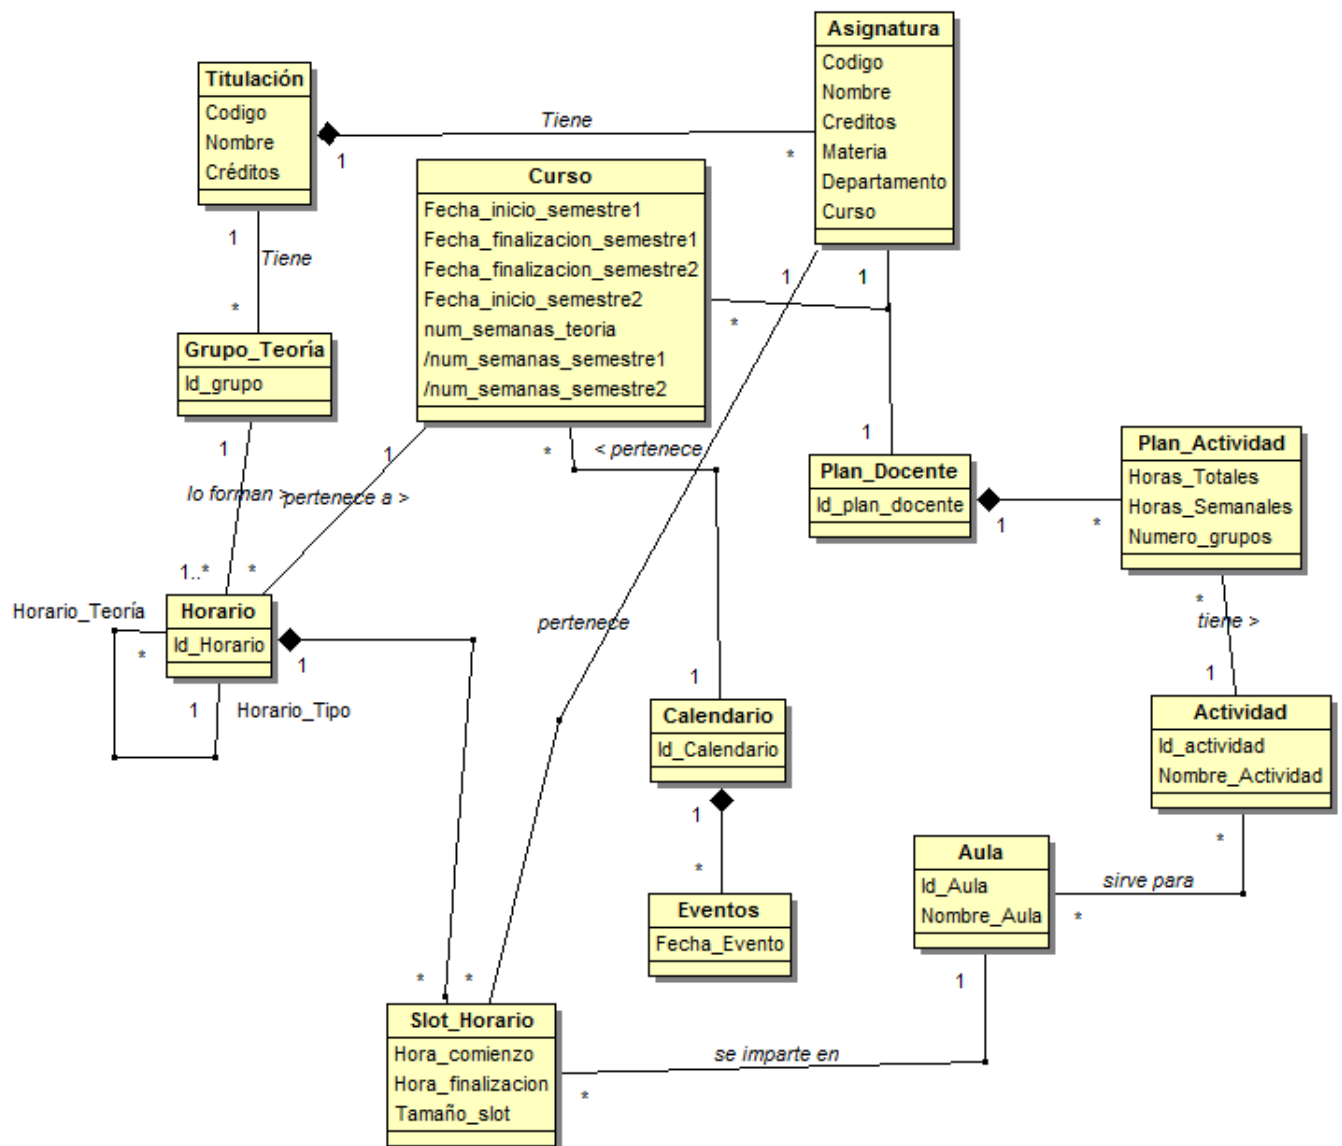 Asignatura
Codigo
Nombre
Creditos
Materia
Departamento
Curso
Titulación
Codigo
Nombre
Créditos
Tiene
1
*
Curso
Fecha_inicio_semestre1
Fecha_finalizacion_semestre1
Fecha_finalizacion_semestre2
Fecha_inicio_semestre2
num_semanas_teoria
/num_semanas_semestre1
/num_semanas_semestre2
1
Tiene
*
1
1
*
Grupo_Teoría
Id_grupo
1
1
*
< pertenece
1
Plan_Docente
Id_plan_docente
1
*
Plan_Actividad
Horas_Totales
Horas_Semanales
Numero_grupos
lo forman >
pertenece a >
1..*
*
Horario_Teoría
*
Horario
Id_Horario
1
1
Horario_Tipo
pertenece
*
tiene >
1
1
Calendario
Id_Calendario
Actividad
Id_actividad
Nombre_Actividad
1
*
*
Aula
Id_Aula
Nombre_Aula
sirve para
*
Eventos
Fecha_Evento
*
*
1
Slot_Horario
Hora_comienzo
Hora_finalizacion
Tamaño_slot
se imparte en
*